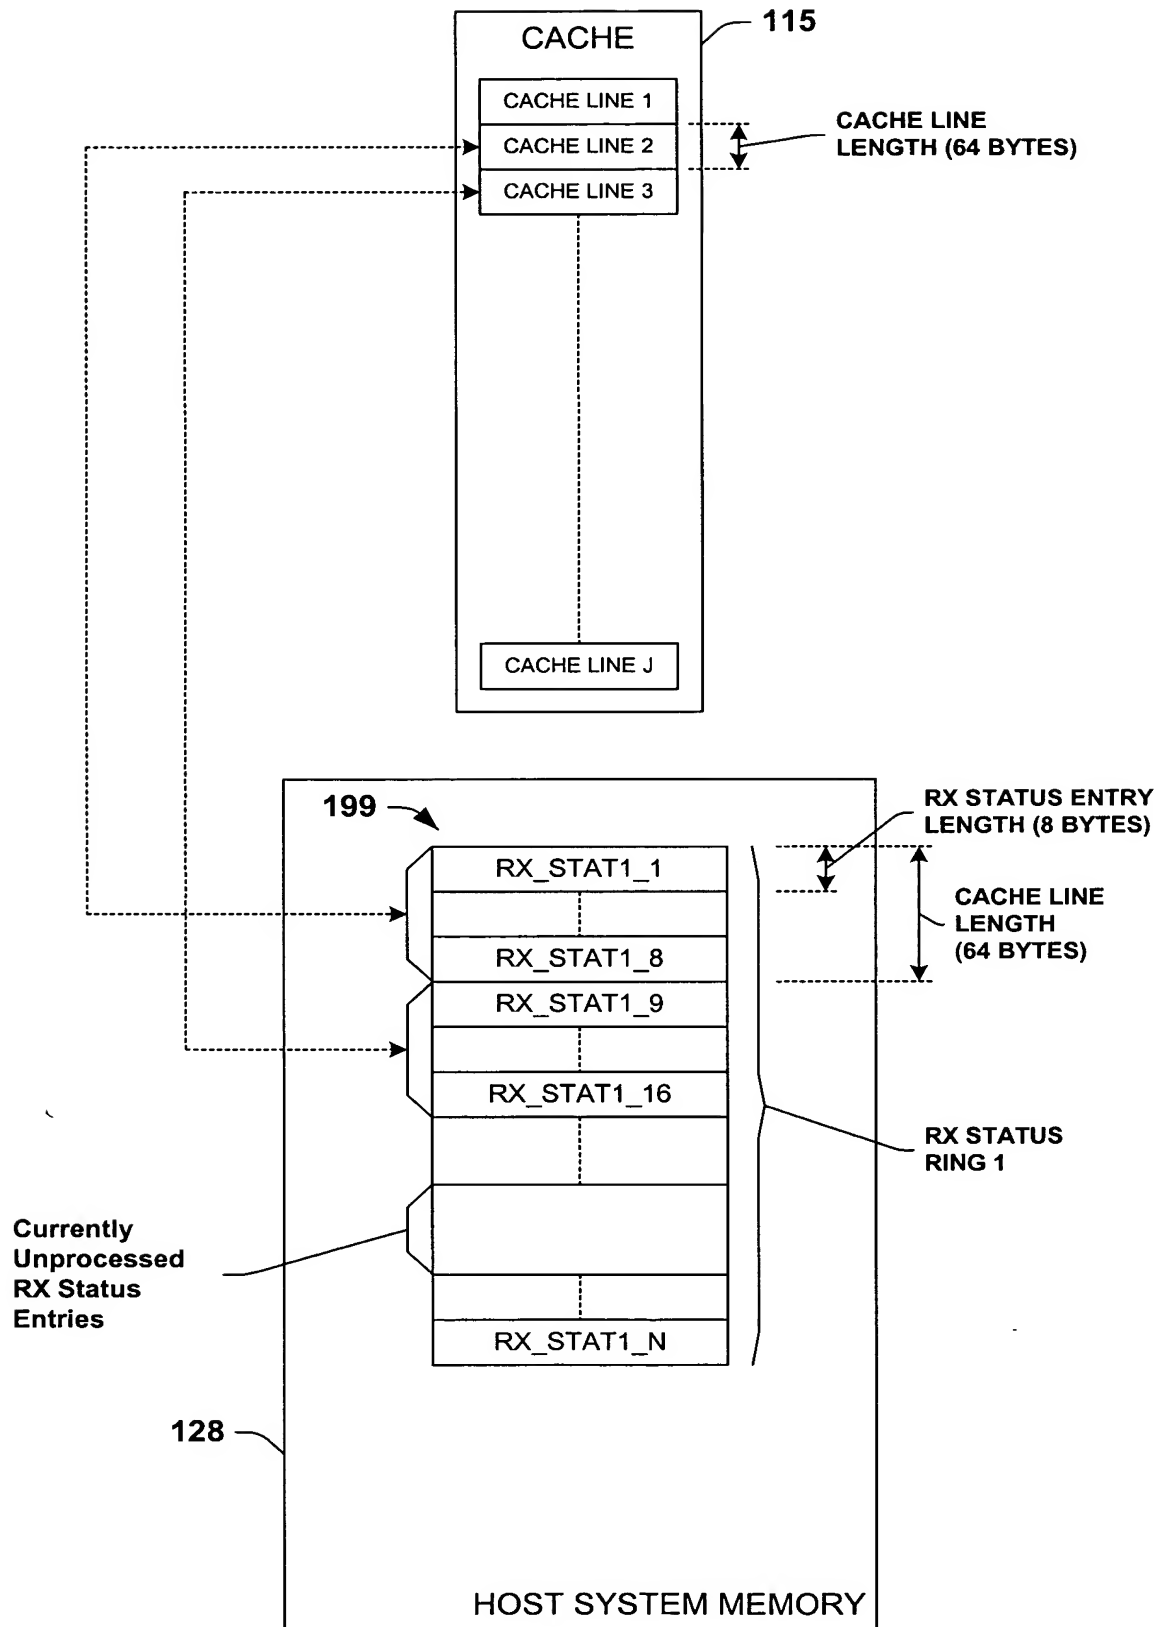 115
CACHE
CACHE LINE 1
CACHE LINE 2
CACHE LINE 3
CACHE LINE
LENGTH (64 BYTES)
CACHE LINE J
199
RX STATUS ENTRY
LENGTH (8 BYTES)
RX_STAT1_1
RX_STAT1_8
CACHE LINE
LENGTH
(64 BYTES)
RX_STAT1_9
RX_STAT1_16
RX STATUS
RING 1
Currently
Unprocessed
RX Status
Entries
RX_STAT1_N
128
HOST SYSTEM MEMORY